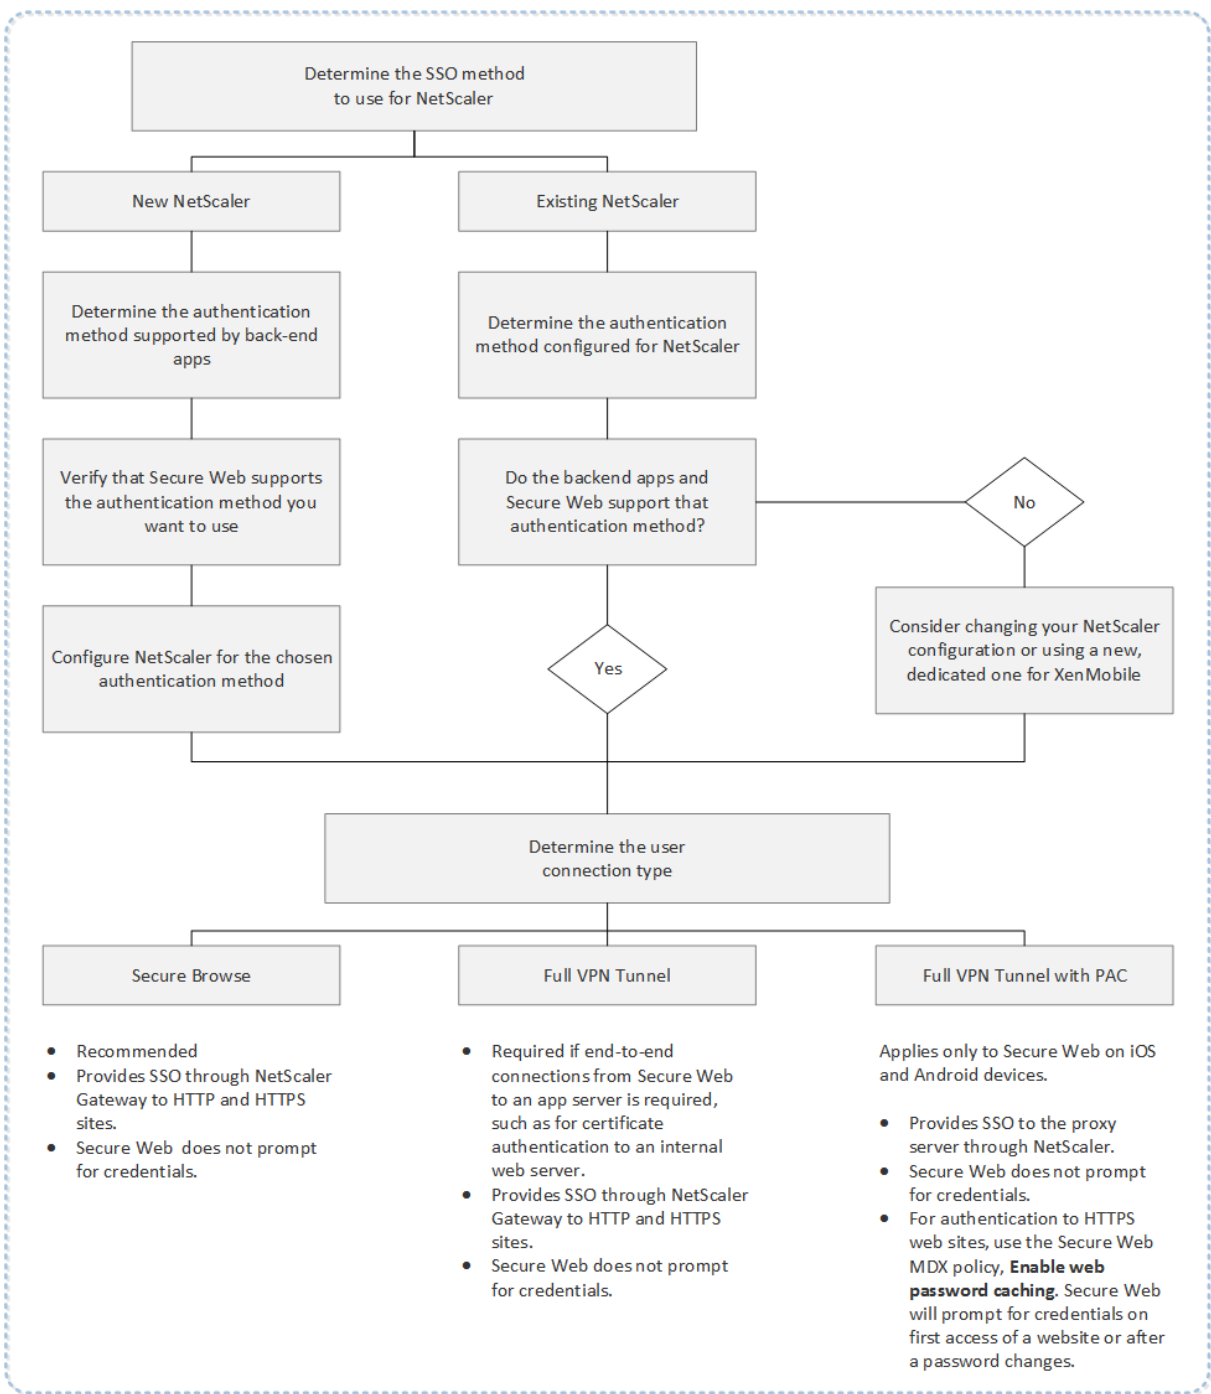 Determine the SSO method
to use for NetScaler
New NetScaler
Existing NetScaler
Determine the authentication
method supported by back-end
apps
Determine the authentication
method configured for NetScaler
Verify that Secure Web supports
the authentication method you
want to use
Do the backend apps and
Secure Web support that
authentication method?
No
Configure NetScaler for the chosen
authentication method
Yes
Consider changing your NetScaler
configuration or using a new,
dedicated one for XenMobile
Determine the user
connection type
Secure Browse
Full VPN Tunnel
Full VPN Tunnel with PAC
• Recommended
• Provides SSO through NetScaler
Gateway to HTTP and HTTPS
sites.
• Secure Web does not prompt
for credentials.
• Required if end-to-end
connections from Secure Web
to an app server is required,
such as for certificate
authentication to an internal
web server.
• Provides SSO through NetScaler
Gateway to HTTP and HTTPS
sites.
• Secure Web does not prompt
for credentials.
Applies only to Secure Web on iOS
and Android devices.
• Provides SSO to the proxy
server through NetScaler.
• Secure Web does not prompt
for credentials.
• For authentication to HTTPS
web sites, use the Secure Web
MDX policy, Enable web
password caching. Secure Web
will prompt for credentials on
first access of a website or after
a password changes.